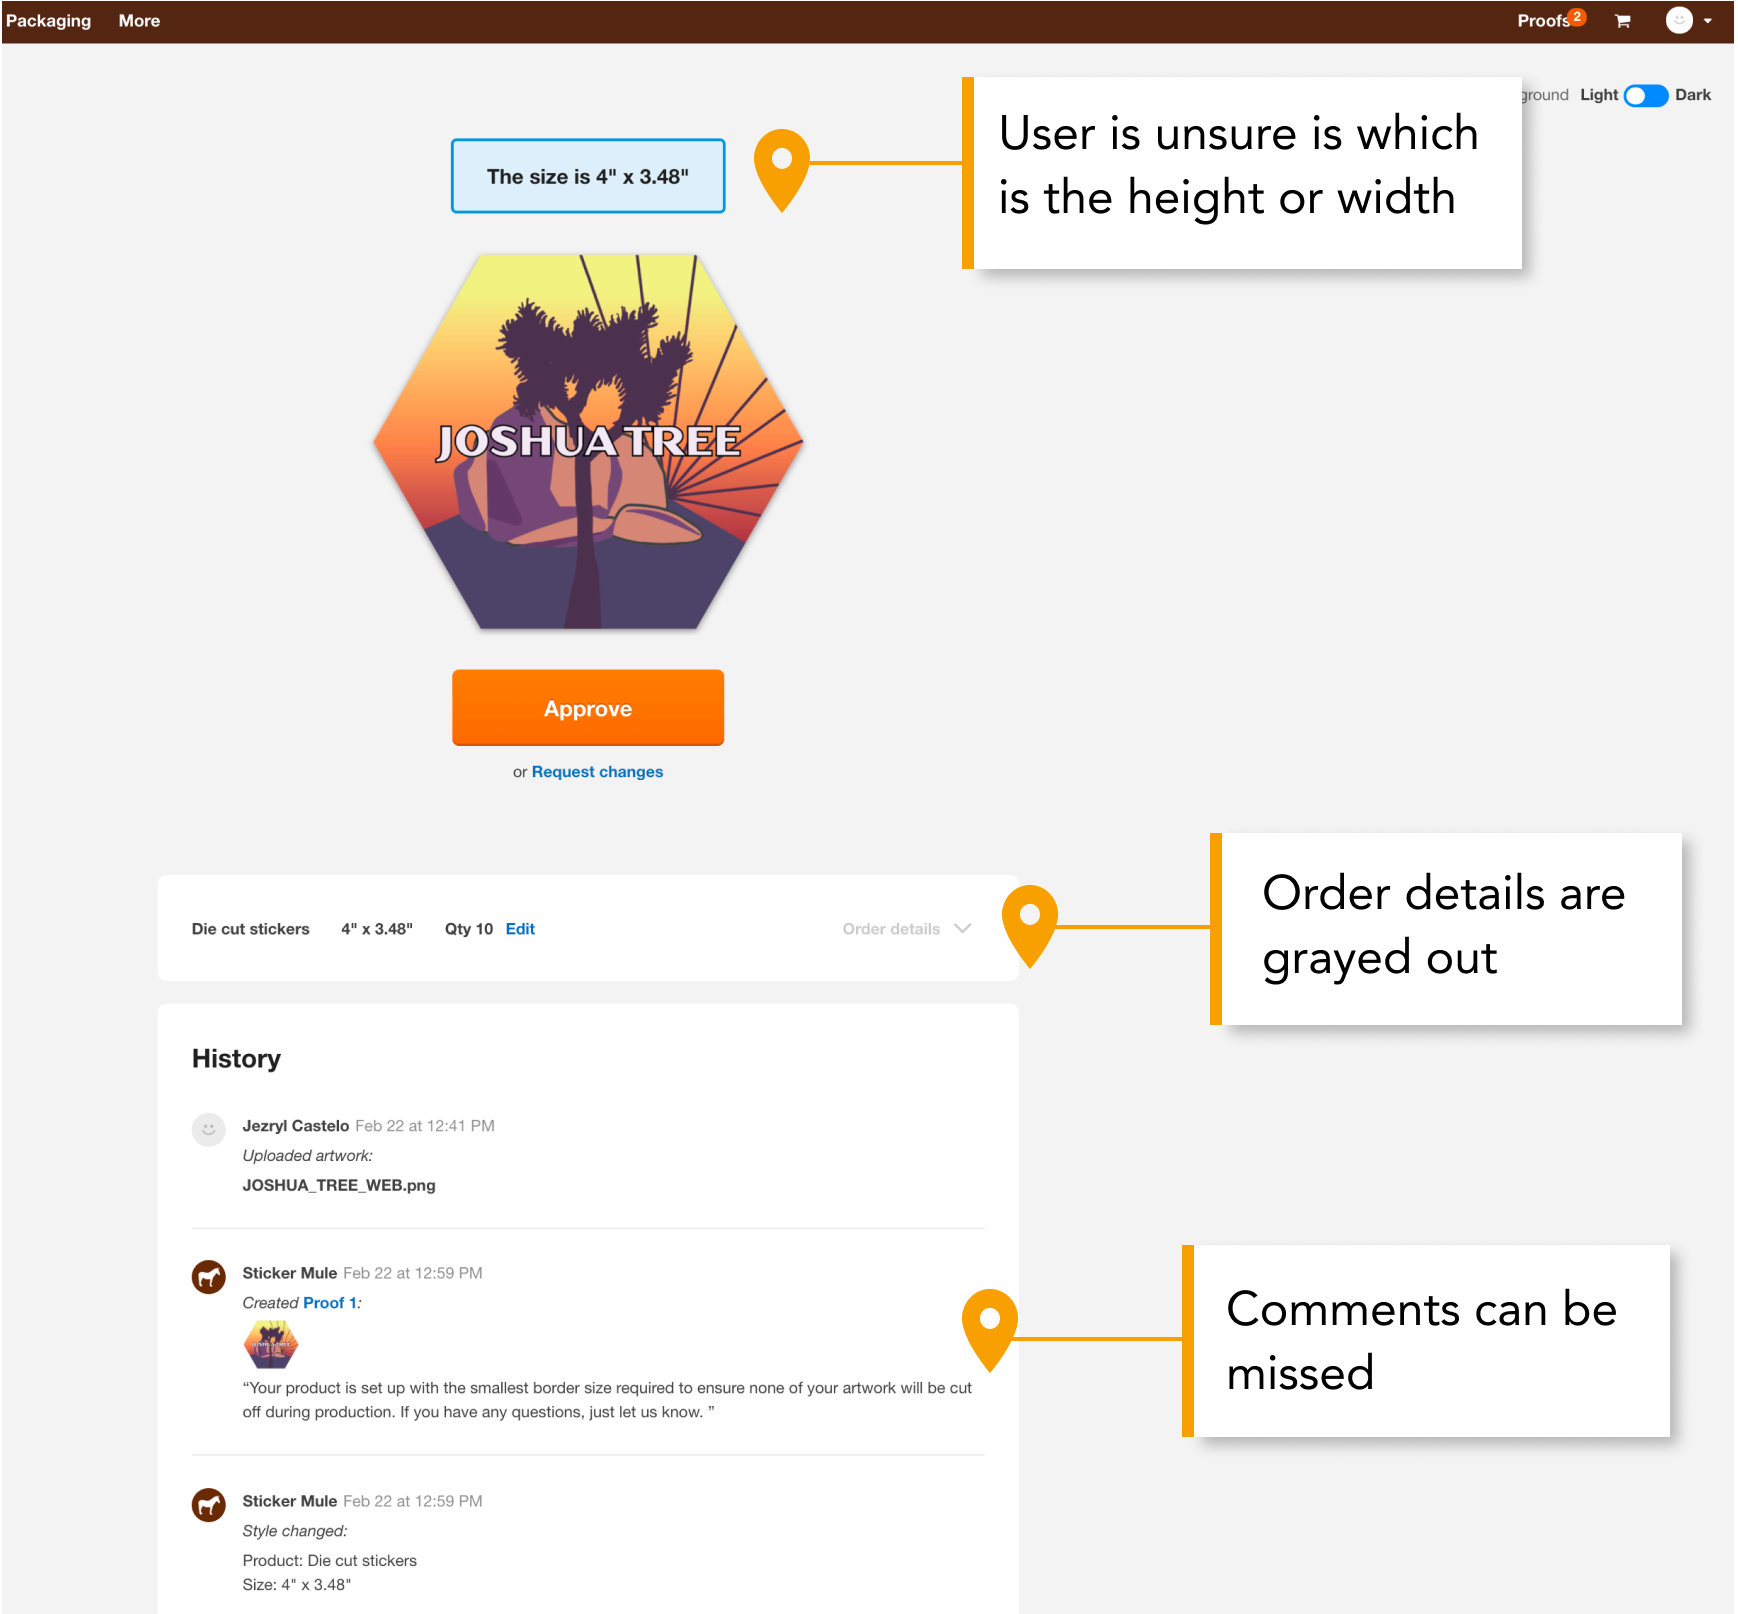 Packaging More Proofs 2
ground Light Dark
User is unsure is which
is the height or width
The size is 4" x 3.48"
JOSHUA TREE
Approve
or Request changes
Order details are
grayed out
Die cut stickers 4" x 3.48" Qty 10 Edit Order details
History
Jezryl Castelo Feb 22 at 12:41 PM
Uploaded artwork:
JOSHUA_TREE_WEB.png
Sticker Mule Feb 22 at 12:59 PM
Created Proof 1:
JOSHUA TREE
Comments can be
missed
“Your product is set up with the smallest border size required to ensure none of your artwork will be cut
off during production. If you have any questions, just let us know. ”
Sticker Mule Feb 22 at 12:59 PM
Style changed:
Product: Die cut stickers
Size: 4" x 3.48"